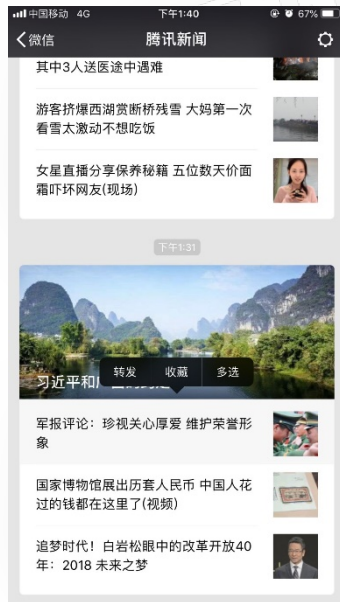 中国移动 4G 下午1:40 67%
微信 腾讯新闻
其中3人送医途中遇难
游客挤爆西湖赏断桥残雪 大妈第一次
看雪太激动不想吃饭
女星直播分享保养秘籍 五位数天价面
霜吓坏网友(现场)
下午1:31
转发 收藏 多选
习近平和广
军报评论：珍视关心厚爱 维护荣誉形
象
国家博物馆展出历套人民币 中国人花
过的钱都在这里了(视频)
追梦时代！白岩松眼中的改革开放40
年：2018 未来之梦